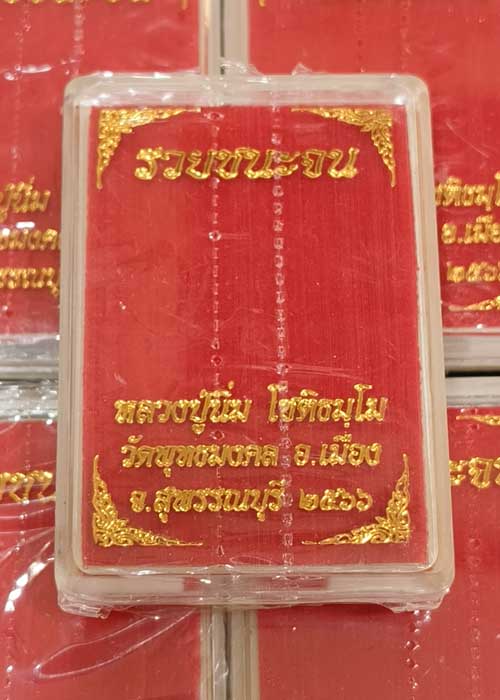 รวยชนะจน
หลวงปู่นิ่ม โชติธมฺโม
วัดพุทธมงคล อ.เมือง
จ.สุพรรณบุรี ๒๕๖๖